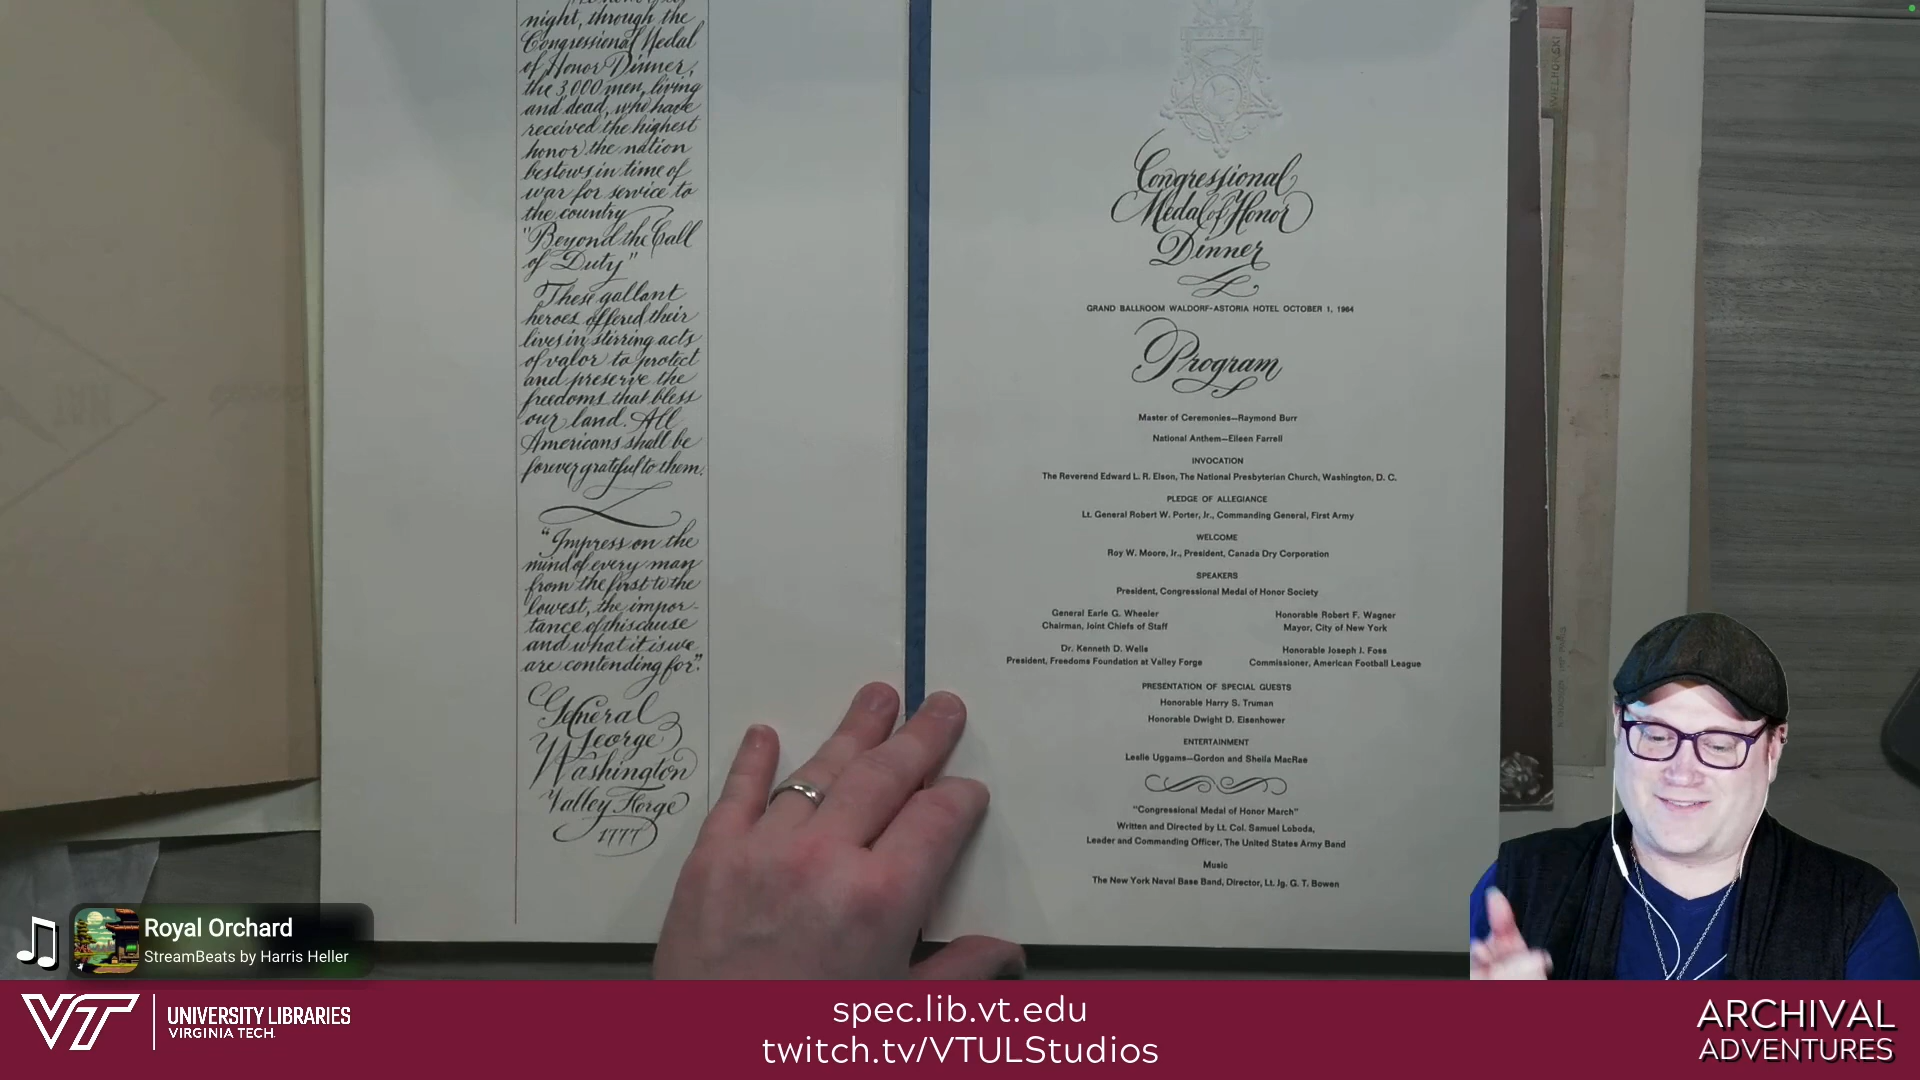 night, through the
Congressional Medal
of Honor Dinner,
the 3,000 men, living
and dead, who have
received the highest
honor the nation
bestows in time of
war for service to
the country
"Beyond the Call
of Duty"
These gallant
heroes offered their
lives in stirring acts
of valor to protect
and preserve the
freedoms that bless
our land. All
Americans shall be
forever grateful to them.
"Impress on the
mind of every man
from the first to the
lowest, the impor-
tance of this cause
and what it is we
are contending for".
General
George
Washington
Valley Forge
1777
Congressional
Medal of Honor
Dinner
GRAND BALLROOM WALDORF-ASTORIA HOTEL OCTOBER 1, 1964
Program
Master of Ceremonies—Raymond Burr
National Anthem—Eileen Farrell
INVOCATION
The Reverend Edward L. R. Elson, The National Presbyterian Church, Washington, D. C.
PLEDGE OF ALLEGIANCE
Lt. General Robert W. Porter, Jr., Commanding General, First Army
WELCOME
Roy W. Moore, Jr., President, Canada Dry Corporation
SPEAKERS
President, Congressional Medal of Honor Society
General Earle G. Wheeler
Chairman, Joint Chiefs of Staff
Honorable Robert F. Wagner
Mayor, City of New York
Dr. Kenneth D. Wells
President, Freedoms Foundation at Valley Forge
Honorable Joseph J. Foss
Commissioner, American Football League
PRESENTATION OF SPECIAL GUESTS
Honorable Harry S. Truman
Honorable Dwight D. Eisenhower
ENTERTAINMENT
Leslie Uggams—Gordon and Sheila MacRae
"Congressional Medal of Honor March"
Written and Directed by Lt. Col. Samuel Loboda,
Leader and Commanding Officer, The United States Army Band
Music
The New York Naval Base Band, Director, Lt. Jg. G. T. Bowen
Royal Orchard
StreamBeats by Harris Heller
VT
UNIVERSITY LIBRARIES
VIRGINIA TECH.
spec.lib.vt.edu
twitch.tv/VTULStudios
ARCHIVAL
ADVENTURES